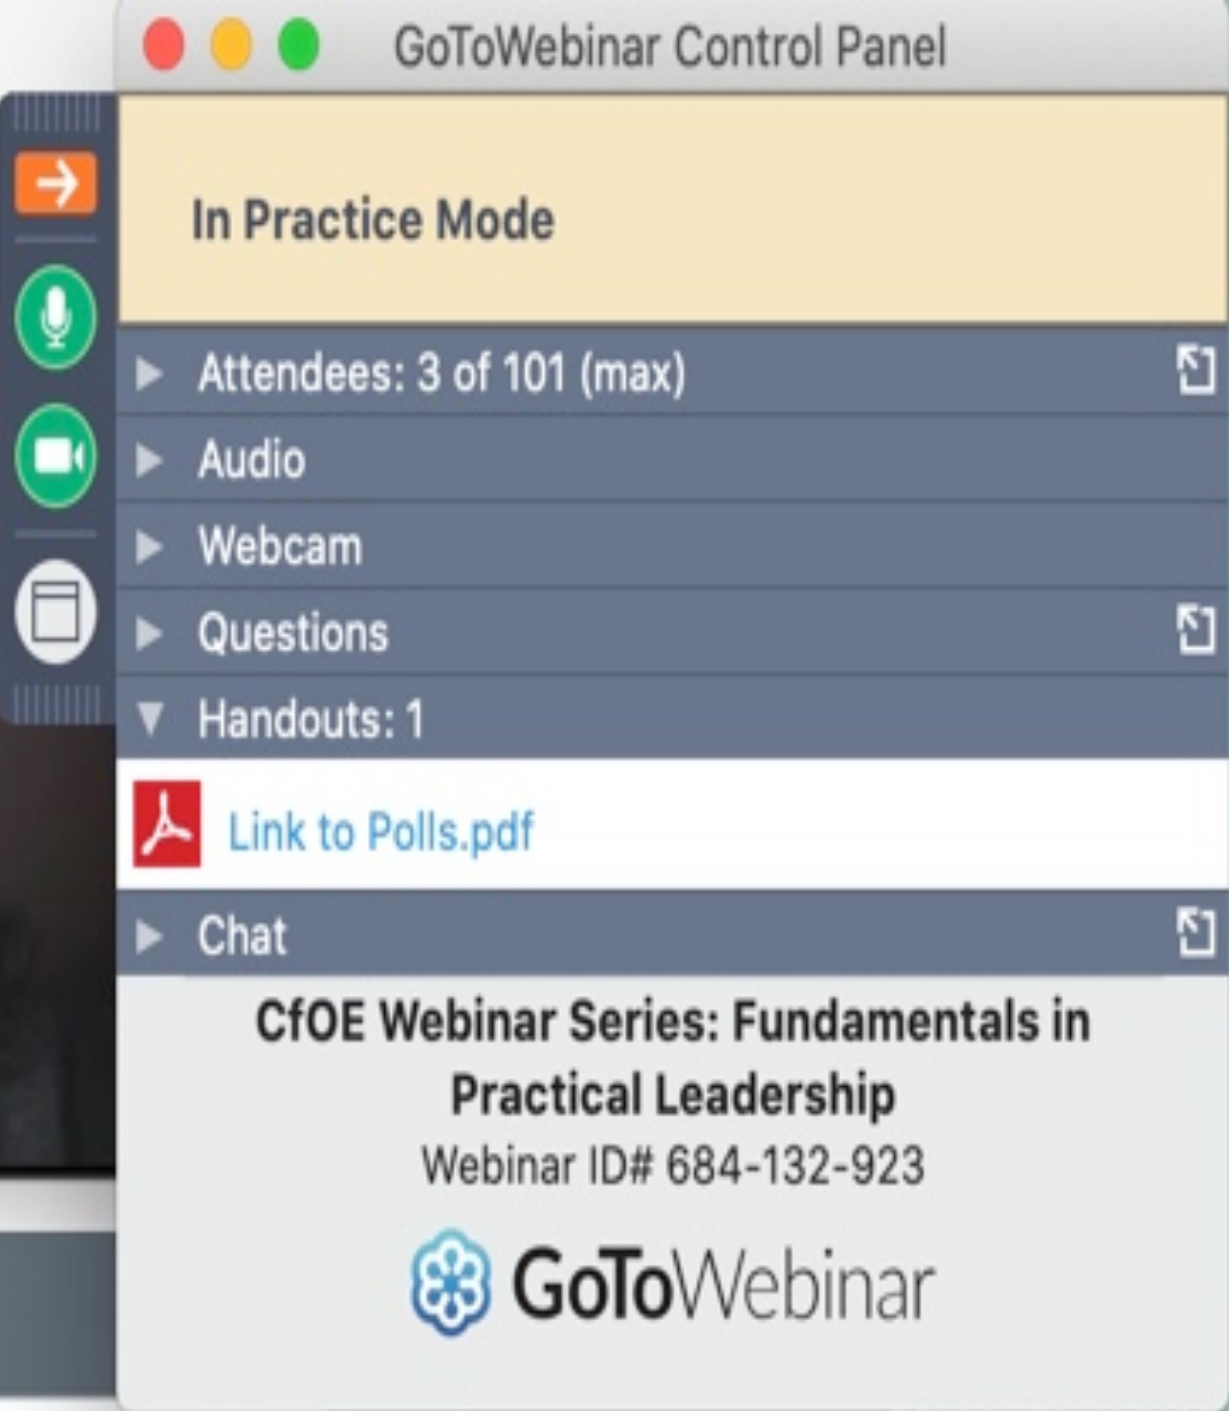 GoToWebinar Control Panel
In Practice Mode
Attendees: 3 of 101 (max)
Audio
Webcam
Questions
Handouts: 1
Link to Polls.pdf
Chat
CfOE Webinar Series: Fundamentals in
Practical Leadership
Webinar ID# 684-132-923
GoToWebinar